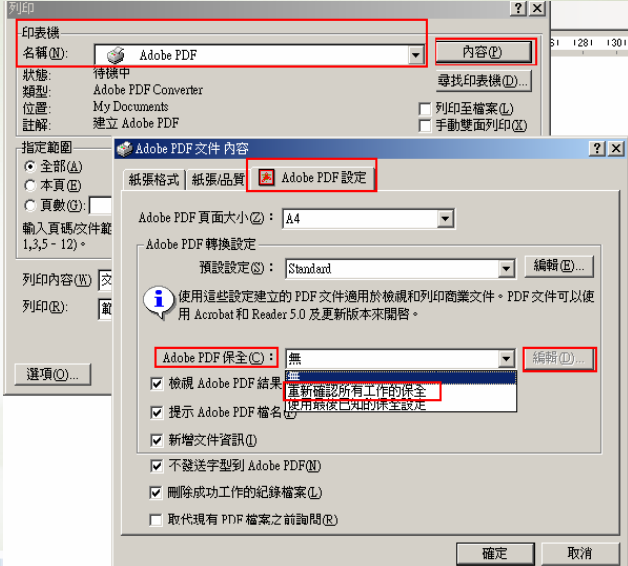 列印
印表機
名稱(N): Adobe PDF 內容(P)
狀態: 待機中 尋找印表機(D)...
類型: Adobe PDF Converter
位置: My Documents 列印至檔案(L)
註解: 建立 Adobe PDF 手動雙面列印(X)
指定範圍
全部(A)
本頁(E)
頁數(G):
輸入頁碼/文件範
1,3,5 - 12)。
列印內容(W) 文
列印(R): 範
選項(O)...
Adobe PDF 文件 內容
紙張格式 紙張/品質 Adobe PDF 設定
Adobe PDF 頁面大小(Z): A4
Adobe PDF 轉換設定
預設設定(S): Standard 編輯(E)...
使用這些設定建立的 PDF 文件適用於檢視和列印商業文件。PDF 文件可以使
用 Acrobat 和 Reader 5.0 及更新版本來開啓。
Adobe PDF 保全(C): 無 編輯(D)...
無
重新確認所有工作的保全
使用最後已知的保全設定
檢視 Adobe PDF 結果
提示 Adobe PDF 檔名
新增文件資訊(I)
不發送字型到 Adobe PDF(N)
刪除成功工作的紀錄檔案(L)
取代現有 PDF 檔案之前詢問(R)
確定 取消